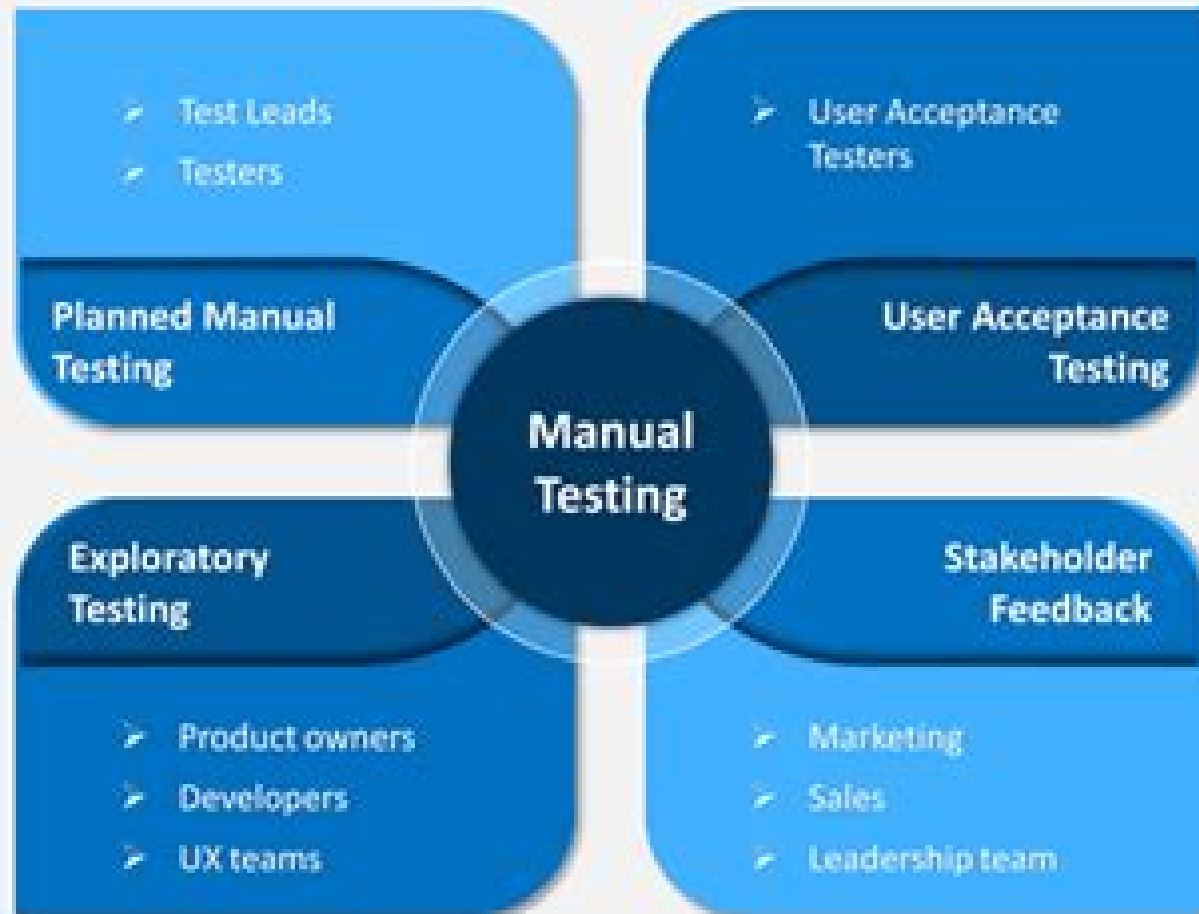 Test Leads
Testers
Planned Manual
Testing
User Acceptance
Testers
User Acceptance
Testing
Manual
Testing
Exploratory
Testing
Product owners
Developers
UX teams
Stakeholder
Feedback
Marketing
Sales
Leadership team